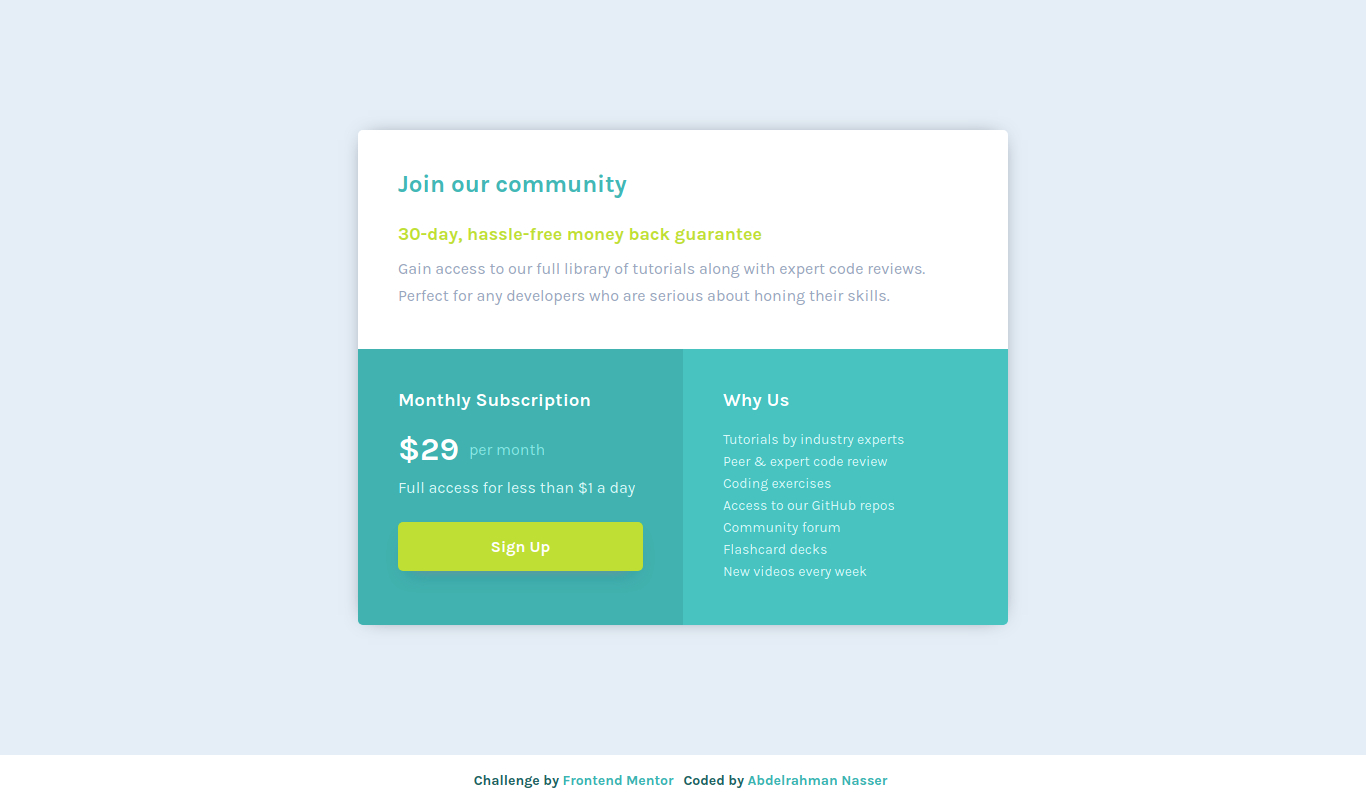 Join our community
30-day, hassle-free money back guarantee
Gain access to our full library of tutorials along with expert code reviews.
Perfect for any developers who are serious about honing their skills.
Monthly Subscription
$29 per month
Full access for less than $1 a day
Sign Up
Why Us
Tutorials by industry experts
Peer & expert code review
Coding exercises
Access to our GitHub repos
Community forum
Flashcard decks
New videos every week
Challenge by Frontend Mentor Coded by Abdelrahman Nasser